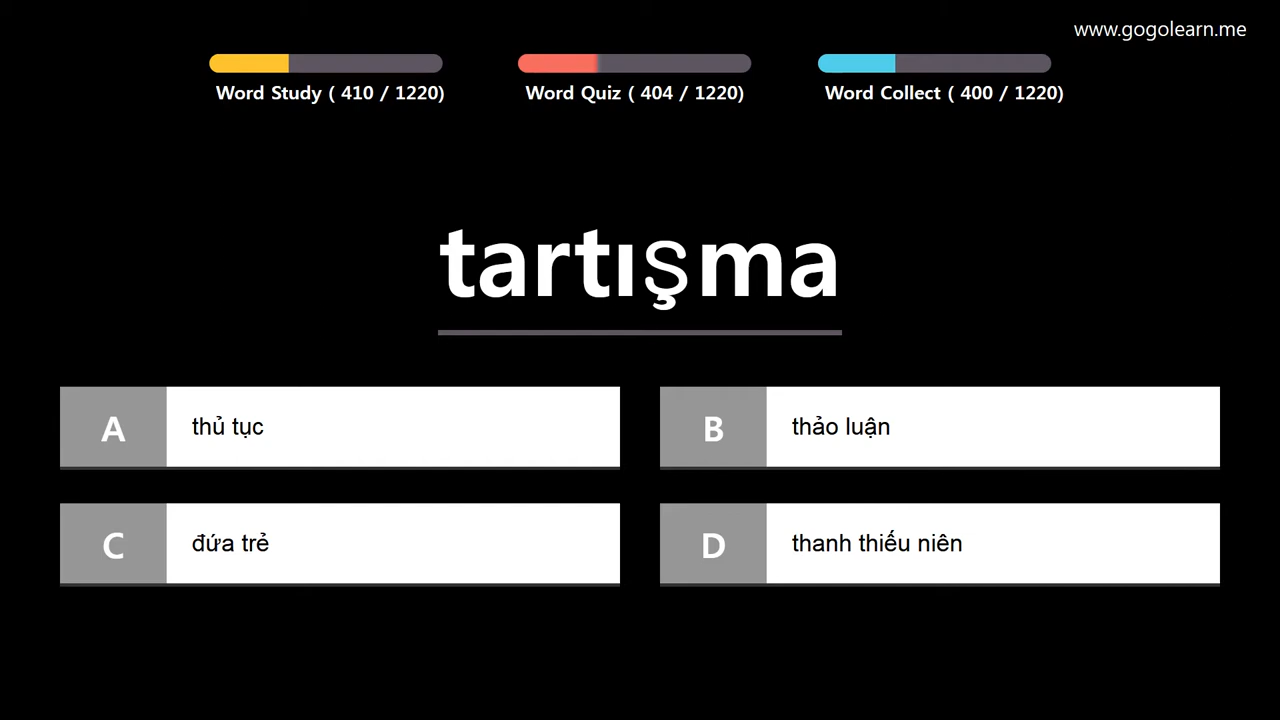 www.gogolearn.me
Word Study ( 410 / 1220)
Word Quiz ( 404 / 1220)
Word Collect ( 400 / 1220)
tartışma
A thủ tục
B thảo luận
C đứa trẻ
D thanh thiếu niên